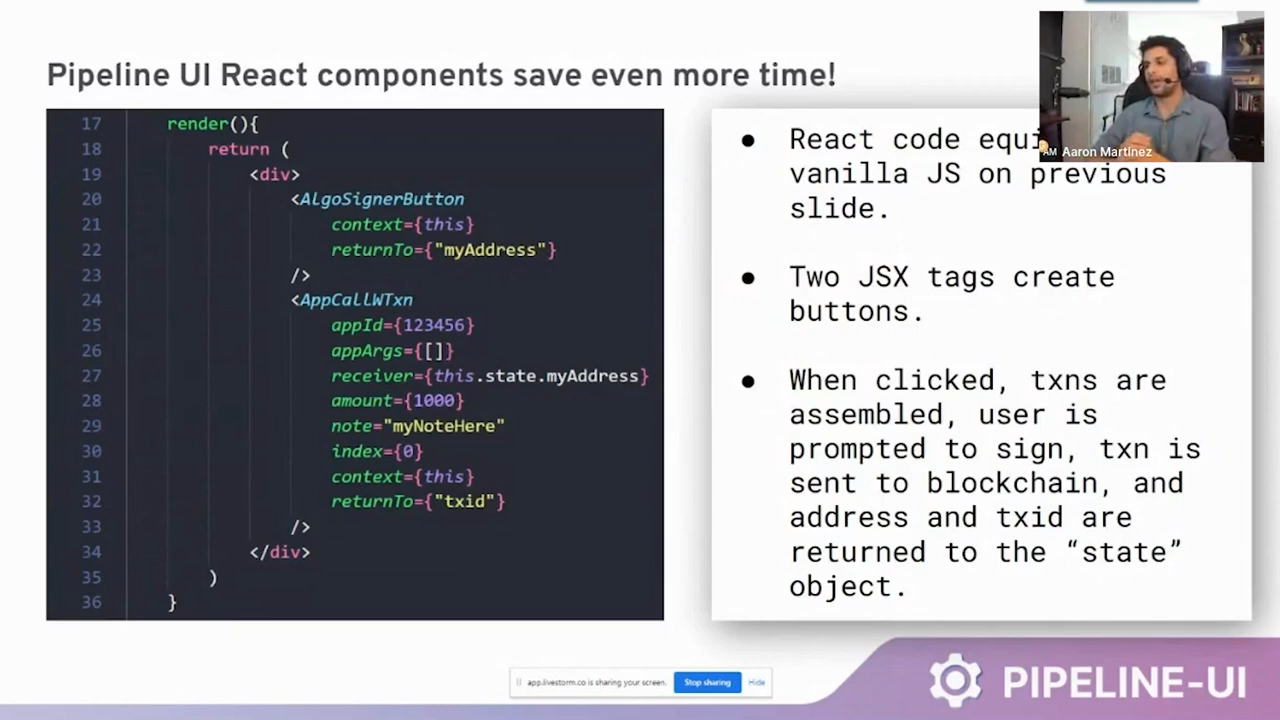 Pipeline UI React components save even more time!
17 render(){
18 return (
19 <div>
20 <AlgoSignerButton
21 context={this}
22 returnTo={"myAddress"}
23 />
24 <AppCallWTxn
25 appId={123456}
26 appArgs={[]}
27 receiver={this.state.myAddress}
28 amount={1000}
29 note="myNoteHere"
30 index={0}
31 context={this}
32 returnTo={"txid"}
33 />
34 </div>
35 )
36 }
● React code equi
vanilla JS on previous
slide.
● Two JSX tags create
buttons.
● When clicked, txns are
assembled, user is
prompted to sign, txn is
sent to blockchain, and
address and txid are
returned to the “state”
object.
AM Aaron Martinez
app.livestorm.co is sharing your screen. Stop sharing Hide
PIPELINE-UI